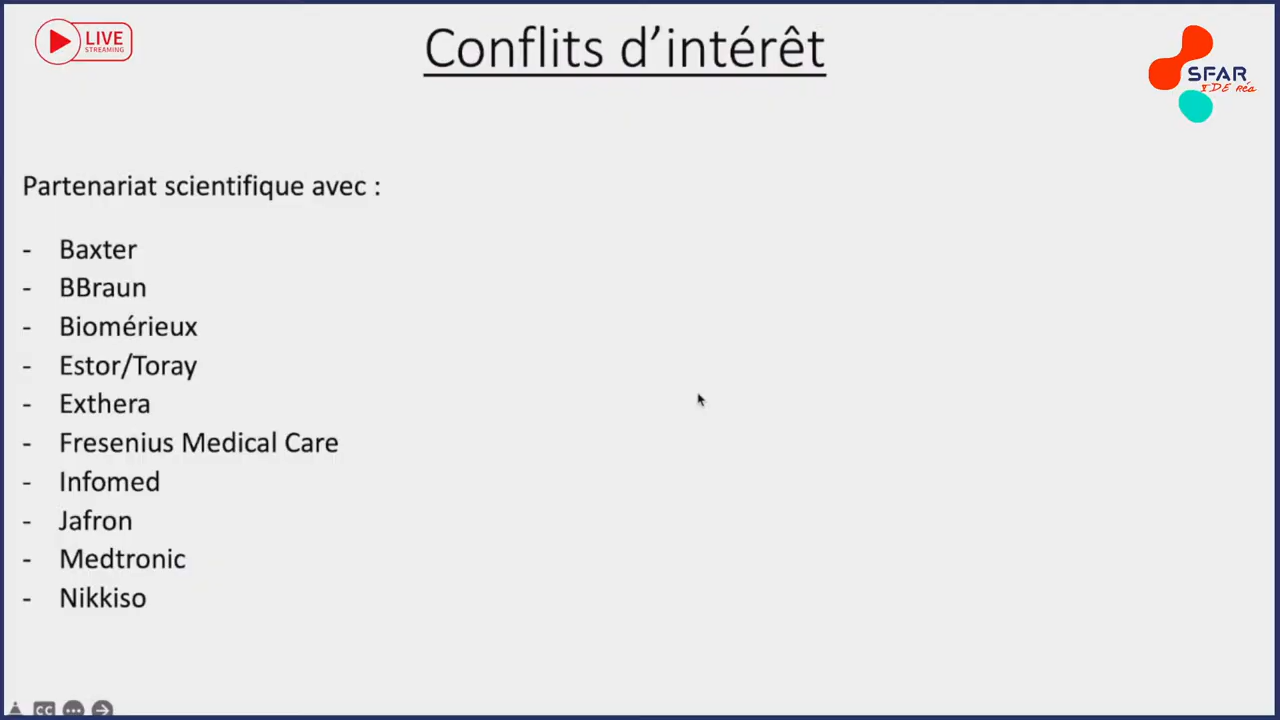 LIVE
STREAMING
Conflits d'intérêt
SFAR
IDE Réa
Partenariat scientifique avec :
- Baxter
- BBraun
- Biomérieux
- Estor/Toray
- Exthera
- Fresenius Medical Care
- Infomed
- Jafron
- Medtronic
- Nikkiso
CC